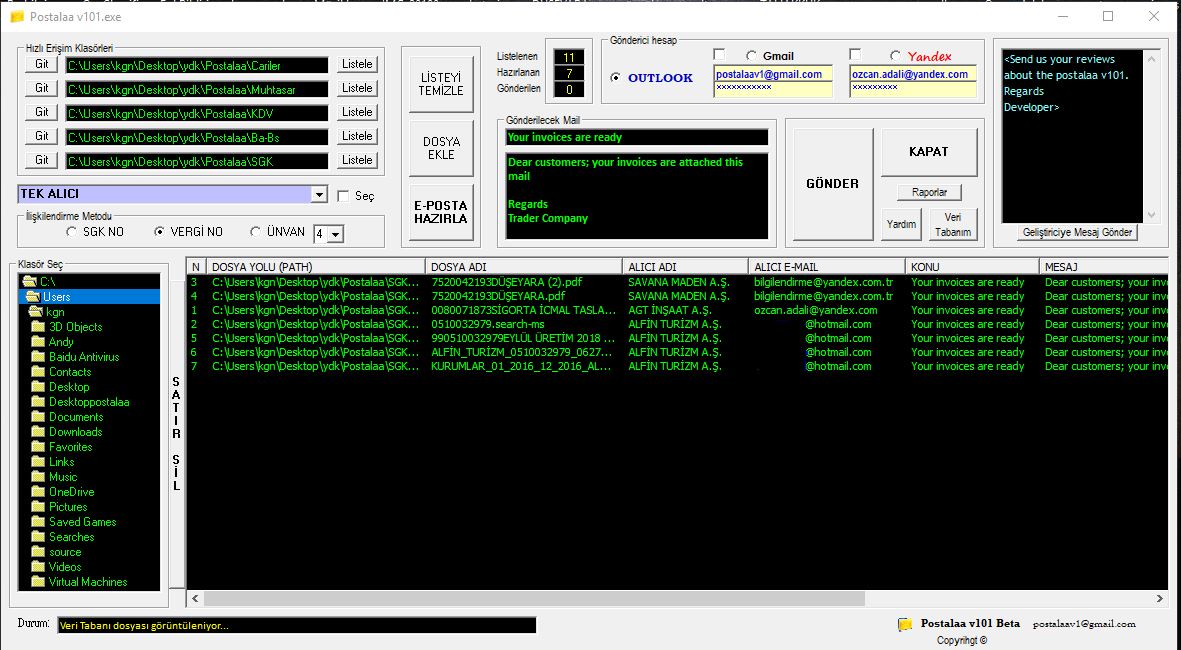 Postalaa v101.exe
Hızlı Erişim Klasörleri
Git C:\Users\kgn\Desktop\ydk\Postalaa\Cariler Listele
Git C:\Users\kgn\Desktop\ydk\Postalaa\Muhtasar Listele
Git C:\Users\kgn\Desktop\ydk\Postalaa\KDV Listele
Git C:\Users\kgn\Desktop\ydk\Postalaa\Ba-Bs Listele
Git C:\Users\kgn\Desktop\ydk\Postalaa\SGK Listele
TEK ALICI Seç
İlişkilendirme Metodu
SGK NO VERGİ NO ÜNVAN 4
LİSTEYİ
TEMİZLE
DOSYA
EKLE
E-POSTA
HAZIRLA
Listelenen 11
Hazırlanan 7
Gönderilen 0
Gönderici hesap
OUTLOOK
Gmail
postalaav1@gmail.com
×××××××××××
Yandex
ozcan.adali@yandex.com
×××××××××
Gönderilecek Mail
Your invoices are ready
Dear customers; your invoices are attached this
mail
Regards
Trader Company
GÖNDER
KAPAT
Raporlar
Yardım
Veri
Tabanım
<Send us your reviews
about the postalaa v101.
Regards
Developer>
Geliştiriciye Mesaj Gönder
Klasör Seç
C:\
Users
kgn
3D Objects
Andy
Baidu Antivirus
Contacts
Desktop
Desktoppostalaa
Documents
Downloads
Favorites
Links
Music
OneDrive
Pictures
Saved Games
Searches
source
Videos
Virtual Machines
SATIR SİL
N DOSYA YOLU (PATH) DOSYA ADI ALICI ADI ALICI E-MAIL KONU MESAJ
3 C:\Users\kgn\Desktop\ydk\Postalaa\SGK... 7520042193DÜŞEYARA (2).pdf SAVANA MADEN A.Ş. bilgilendirme@yandex.com.tr Your invoices are ready Dear customers; your inv
4 C:\Users\kgn\Desktop\ydk\Postalaa\SGK... 7520042193DÜŞEYARA.pdf SAVANA MADEN A.Ş. bilgilendirme@yandex.com.tr Your invoices are ready Dear customers; your inv
1 C:\Users\kgn\Desktop\ydk\Postalaa\SGK... 0080071873SİGORTA İCMAL TASLA... AGT İNŞAAT A.Ş. ozcan.adali@yandex.com Your invoices are ready Dear customers; your inv
2 C:\Users\kgn\Desktop\ydk\Postalaa\SGK... 0510032979.search-ms ALFİN TURİZM A.Ş. @hotmail.com Your invoices are ready Dear customers; your inv
5 C:\Users\kgn\Desktop\ydk\Postalaa\SGK... 990510032979EYLÜL ÜRETİM 2018 ... ALFİN TURİZM A.Ş. @hotmail.com Your invoices are ready Dear customers; your inv
6 C:\Users\kgn\Desktop\ydk\Postalaa\SGK... ALFİN_TURİZM_0510032979_0627... ALFİN TURİZM A.Ş. @hotmail.com Your invoices are ready Dear customers; your inv
7 C:\Users\kgn\Desktop\ydk\Postalaa\SGK... KURUMLAR_01_2016_12_2016_AL... ALFİN TURİZM A.Ş. @hotmail.com Your invoices are ready Dear customers; your inv
Durum: Veri Tabanı dosyası görüntüleniyor...
Postalaa v101 Beta postalaav1@gmail.com
Copyrihgt ©